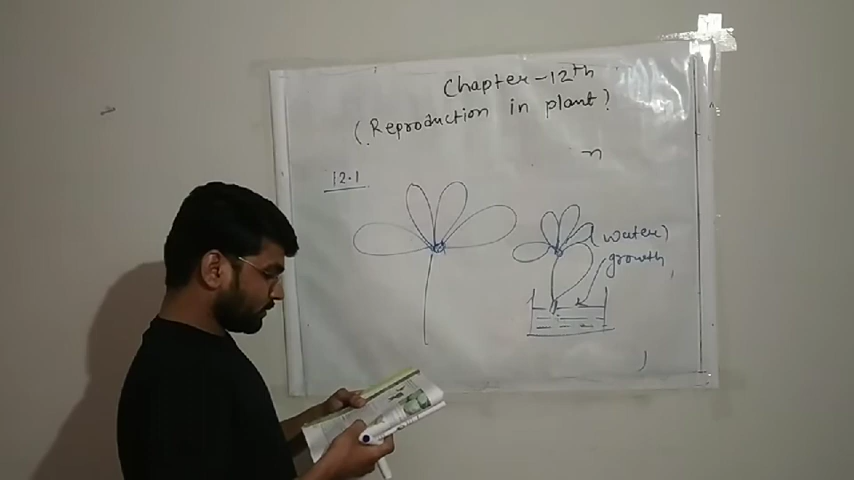 Chapter-12th
(Reproduction in plant?
n
12.1
(water)
growth